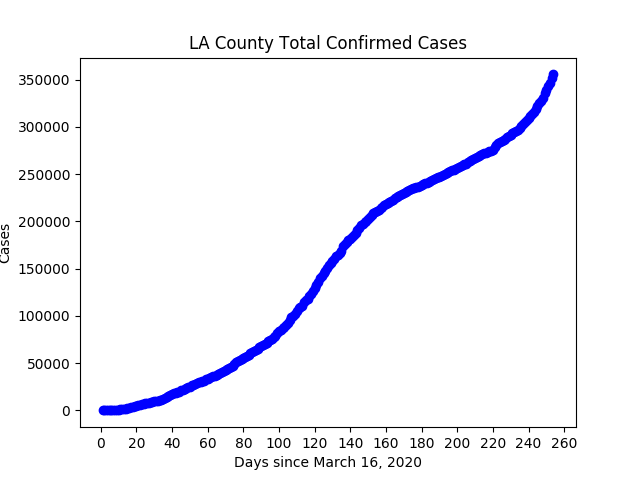 LA County Total Confirmed Cases
350000
300000
250000
200000
150000
100000
50000
0
Cases
0 20 40 60 80 100 120 140 160 180 200 220 240 260
Days since March 16, 2020